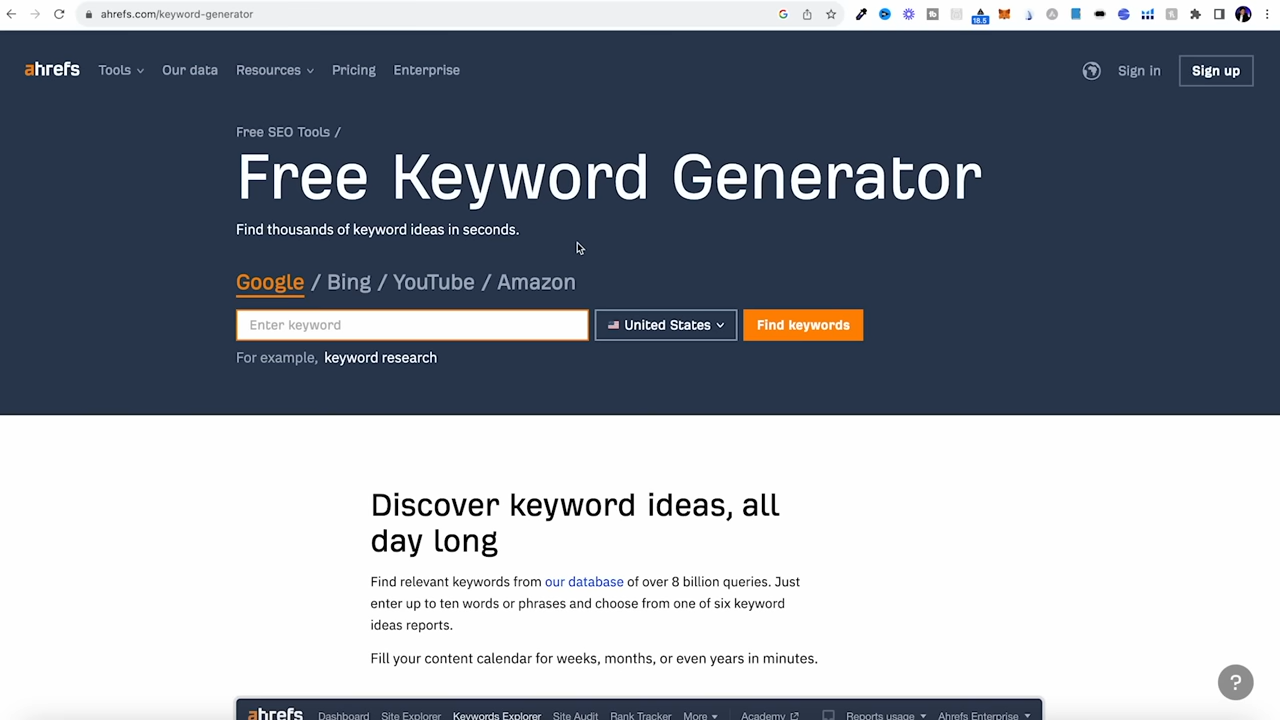 ahrefs.com/keyword-generator
18.5
ahrefs Tools Our data Resources Pricing Enterprise Sign in Sign up
Free SEO Tools /
Free Keyword Generator
Find thousands of keyword ideas in seconds.
Google / Bing / YouTube / Amazon
Enter keyword United States Find keywords
For example, keyword research
Discover keyword ideas, all
day long
Find relevant keywords from our database of over 8 billion queries. Just
enter up to ten words or phrases and choose from one of six keyword
ideas reports.
Fill your content calendar for weeks, months, or even years in minutes.
?
ahrefs Dashboard Site Explorer Keywords Explorer Site Audit Rank Tracker More Academy Reports usage Ahrefs Enterprise